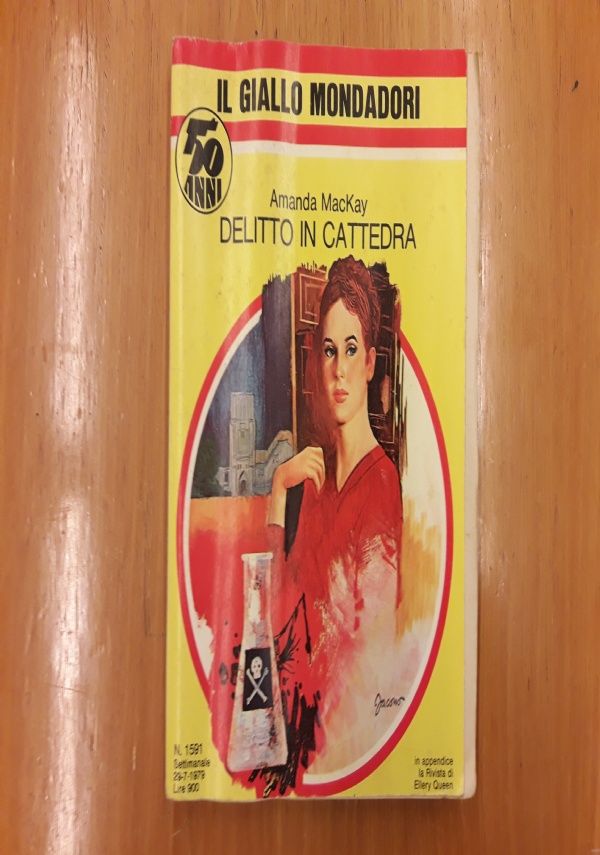 IL GIALLO MONDADORI
50
ANNI
Amanda MacKay
DELITTO IN CATTEDRA
Jacono
N. 1591
Settimanale
29-7-1979
Lire 900
in appendice
la Rivista di
Ellery Queen